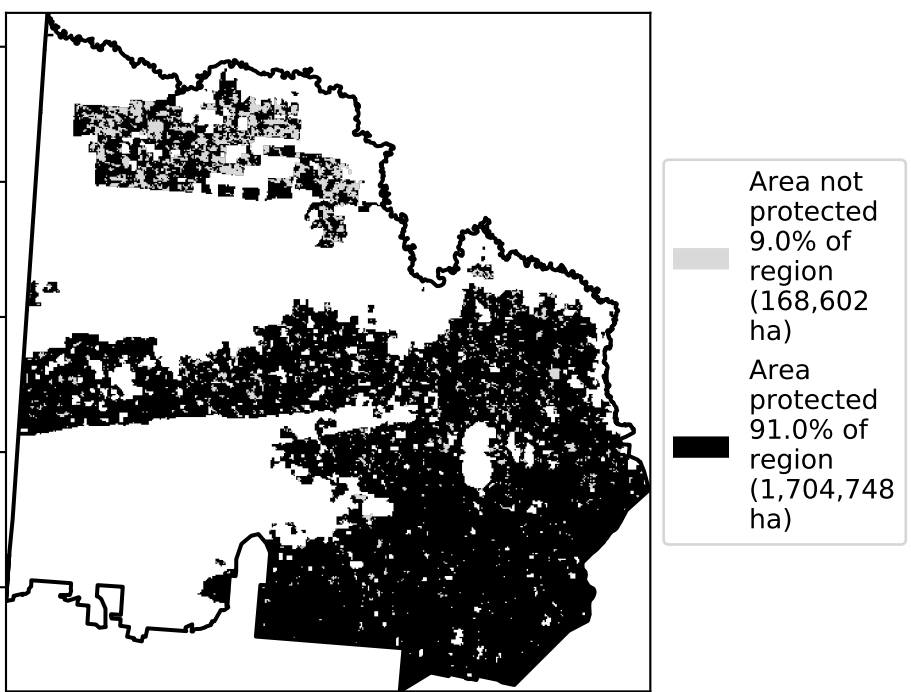 Area not
protected
9.0% of
region
(168,602
ha)
Area
protected
91.0% of
region
(1,704,748
ha)